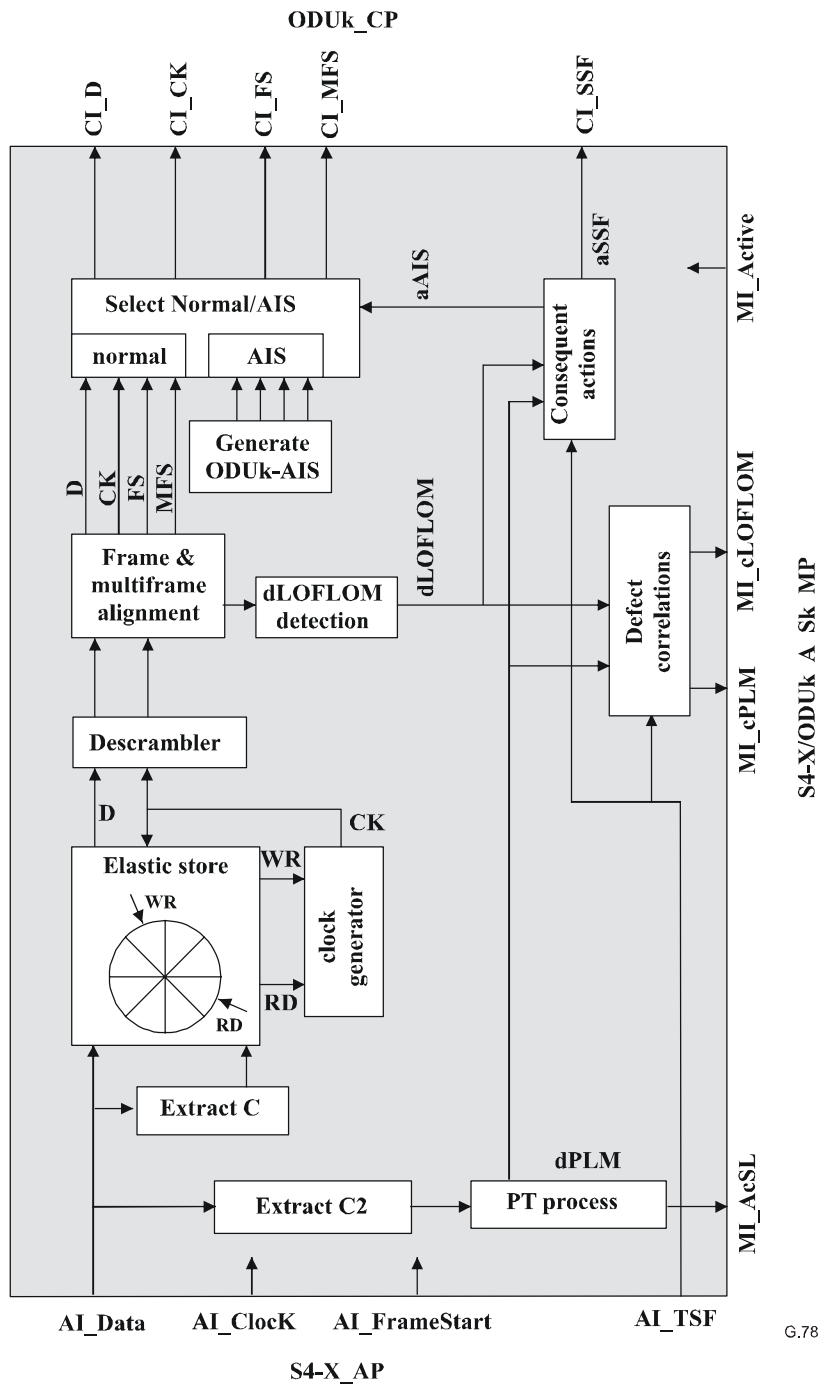 ODUk_CP
CI_D
CI_CK
CI_FS
CI_MFS
CI_SSF
Select Normal/AIS
normal
AIS
aAIS
aSSF
MI_Active
Consequent
actions
Generate
ODUk-AIS
D
CK
FS
MFS
Frame &
multiframe
alignment
dLOFLOM
detection
dLOFLOM
Defect
correlations
MI_cLOFLOM
MI_cPLM
S4-X/ODUk_A_Sk_MP
Descrambler
D
CK
Elastic store
WR
WR
RD
RD
clock
generator
Extract C
Extract C2
dPLM
PT process
MI_AcSL
AI_Data
AI_ClocK
AI_FrameStart
AI_TSF
S4-X_AP
G.78